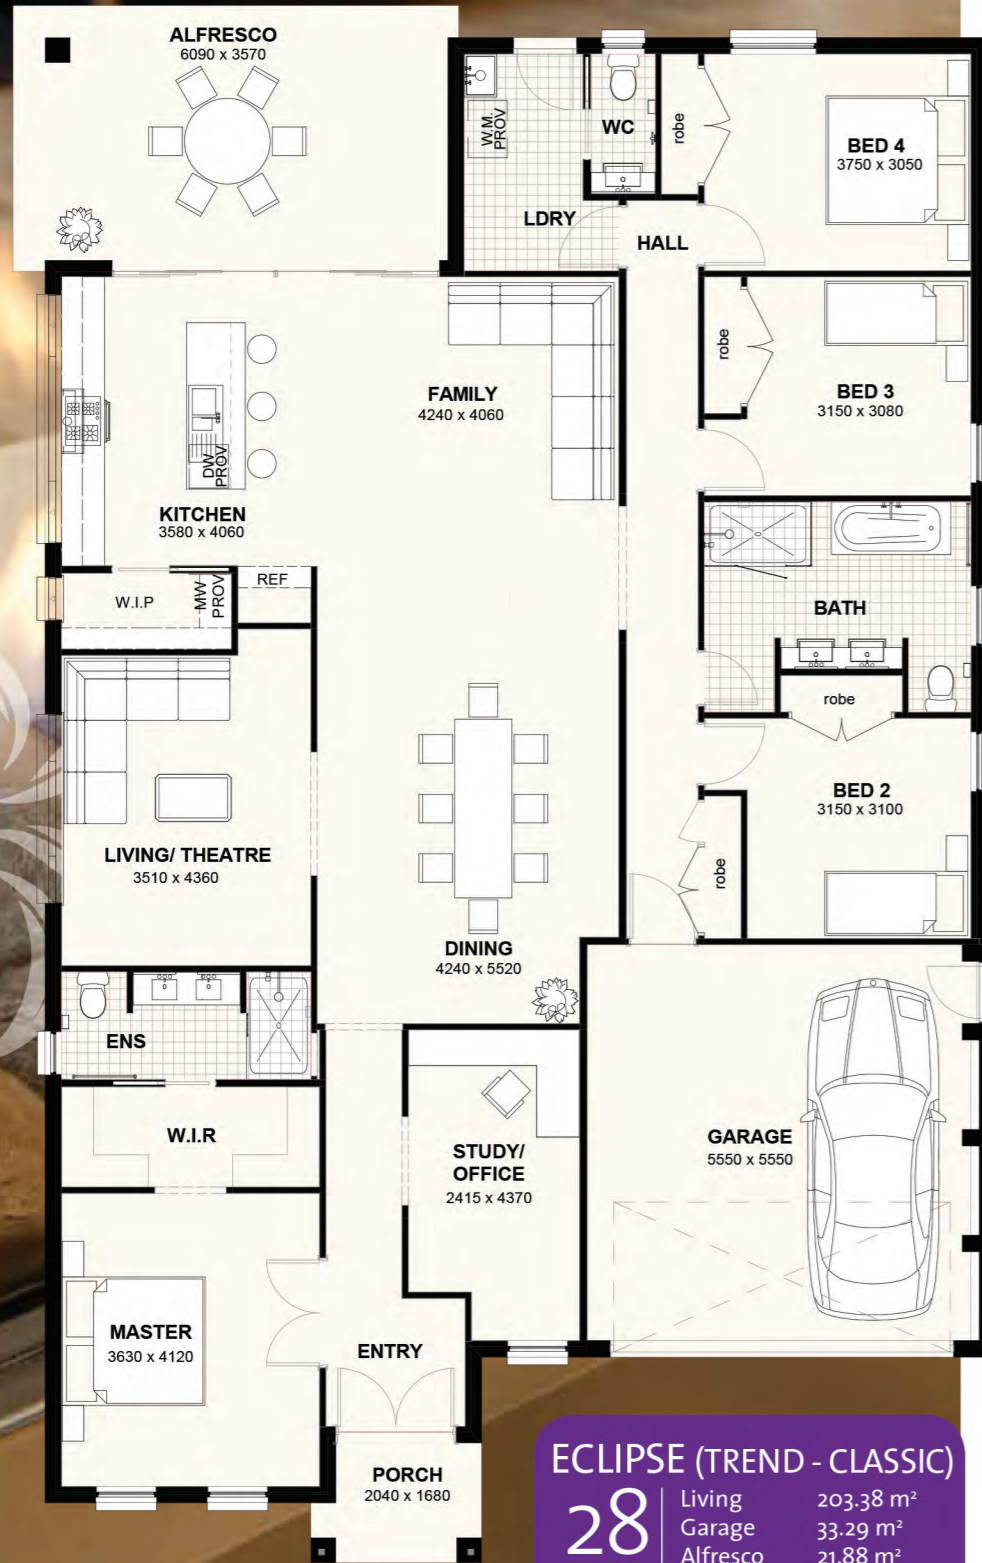 ALFRESCO
6090 x 3570
W.M.
PROV
WC
robe
BED 4
3750 x 3050
LDRY
HALL
robe
BED 3
3150 x 3080
FAMILY
4240 x 4060
DW
PROV
KITCHEN
3580 x 4060
W.I.P
MW
PROV
REF
BATH
robe
BED 2
3150 x 3100
robe
LIVING/ THEATRE
3510 x 4360
DINING
4240 x 5520
ENS
W.I.R
STUDY/
OFFICE
2415 x 4370
GARAGE
5550 x 5550
MASTER
3630 x 4120
ENTRY
PORCH
2040 x 1680
ECLIPSE (TREND - CLASSIC)
28
Living 203.38 m²
Garage 33.29 m²
Alfresco 21.88 m²